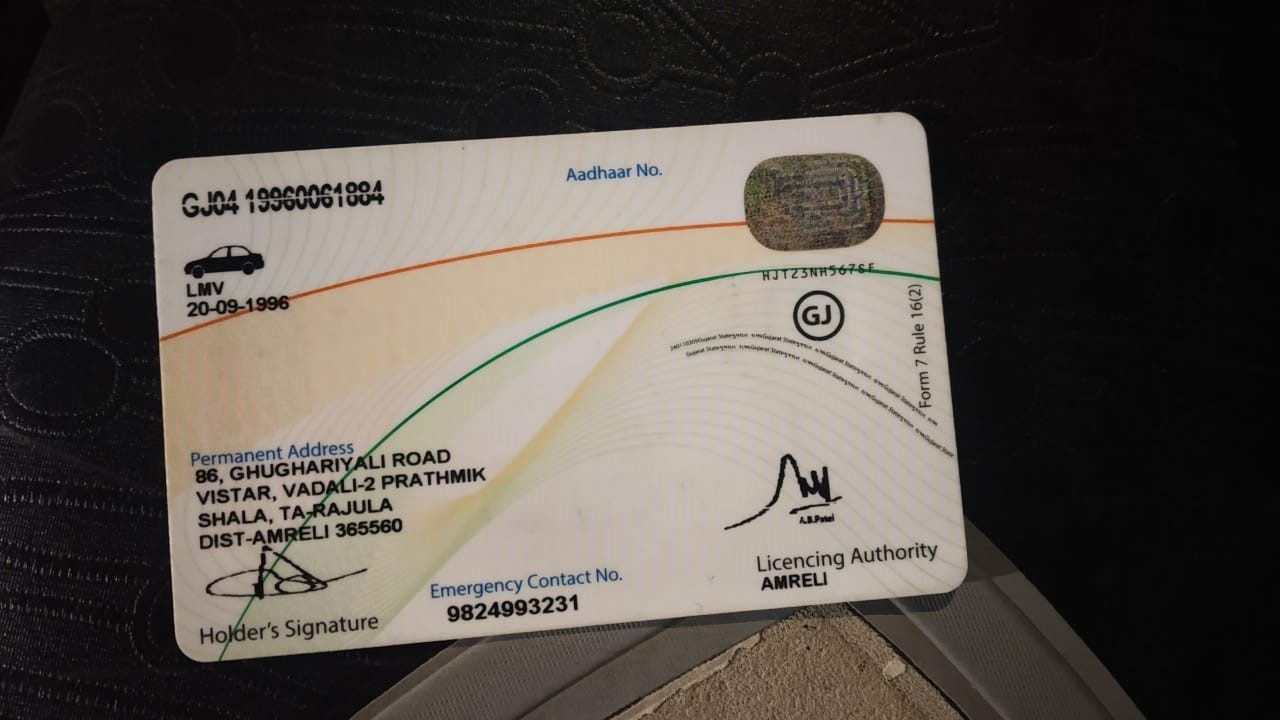 GJ04 19960061884
Aadhaar No.
LMV
20-09-1996
HJT23NH567SF
GJ
Form 7 Rule 16(2)
Permanent Address
86, GHUGHARIYALI ROAD
VISTAR, VADALI-2 PRATHMIK
SHALA, TA-RAJULA
DIST-AMRELI 365560
Holder's Signature
Emergency Contact No.
9824993231
A.B.Patel
Licencing Authority
AMRELI